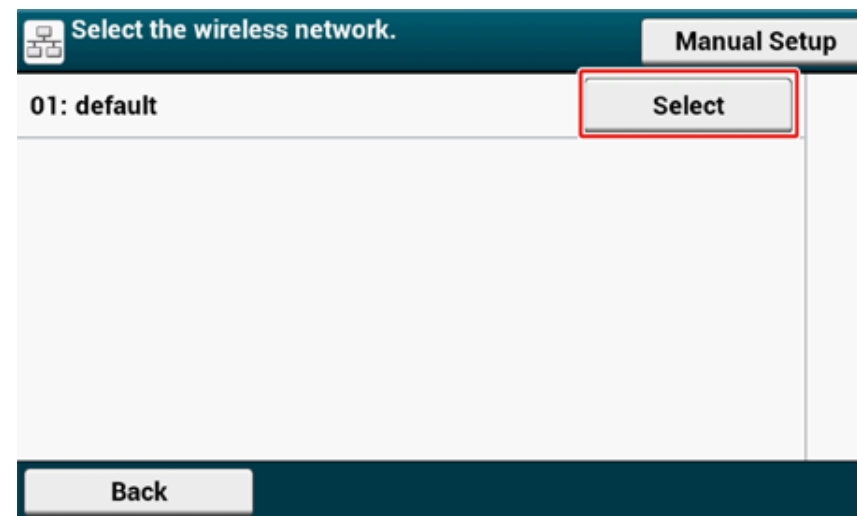 Select the wireless network.
Manual Setup
01: default
Select
Back